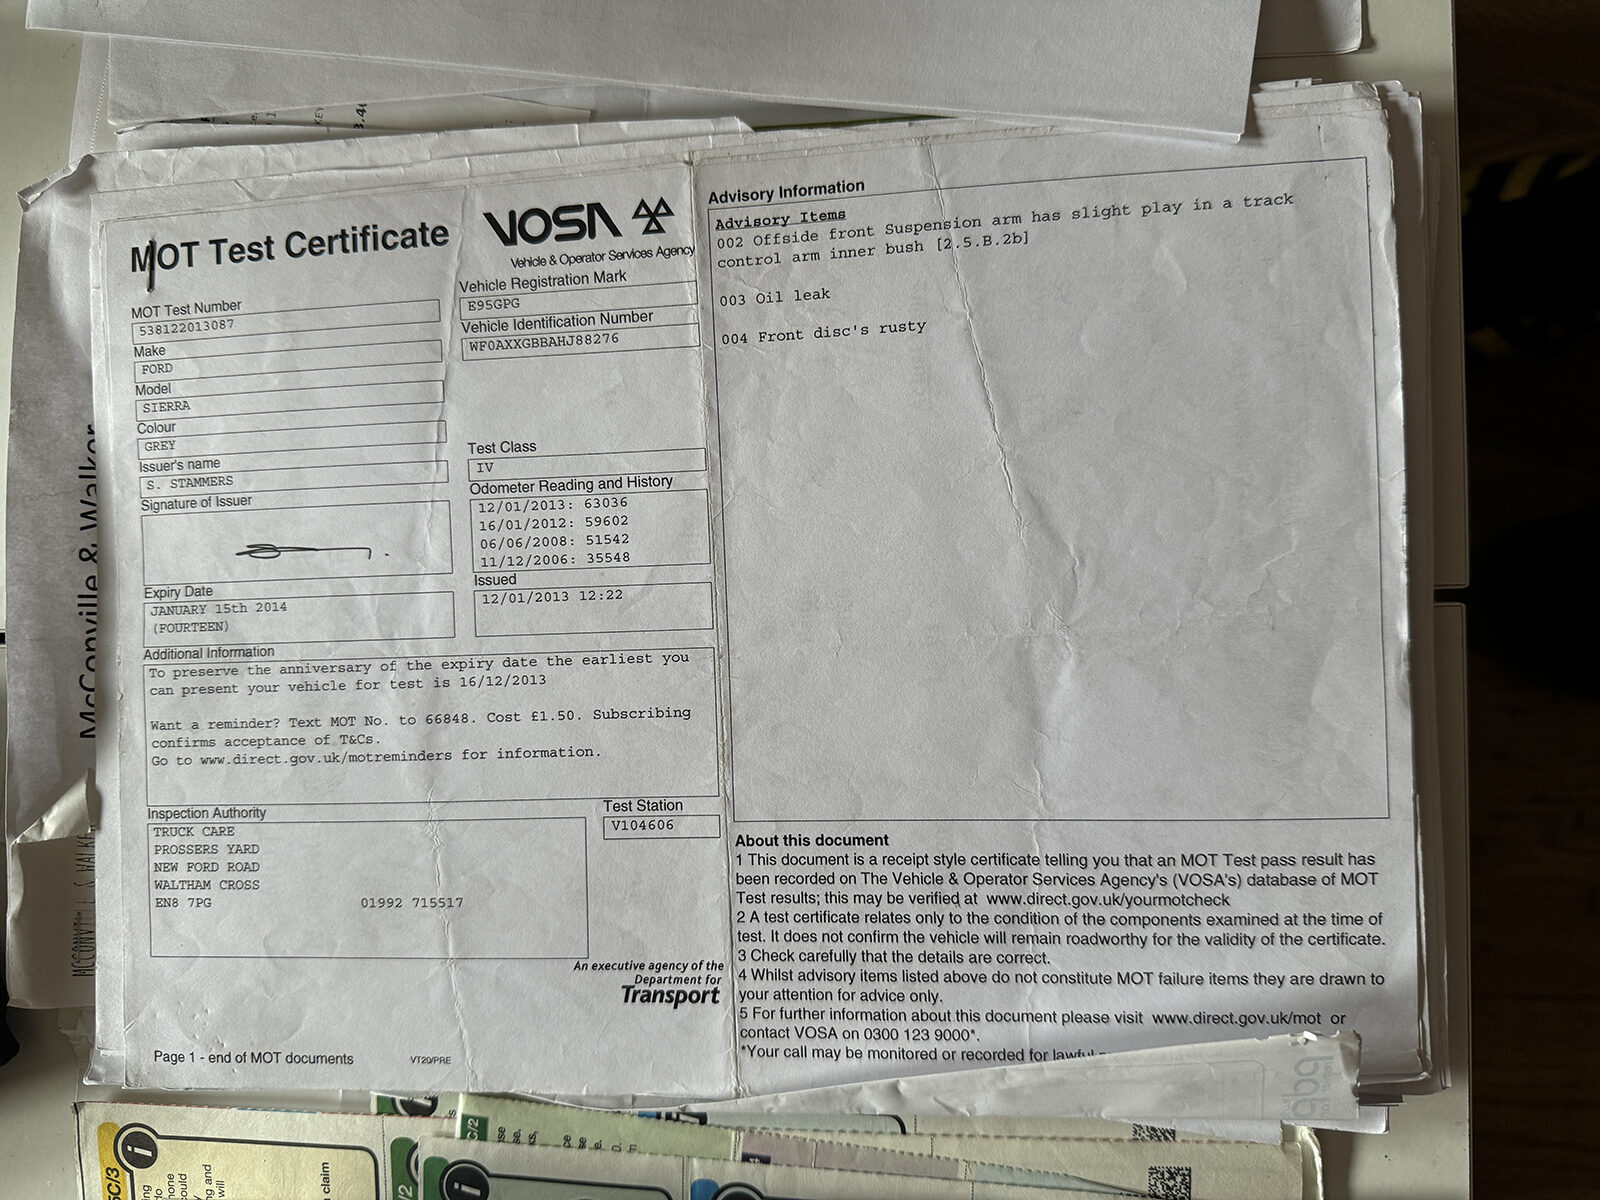 MOT Test Certificate
VOSA
Vehicle & Operator Services Agency
MOT Test Number
538122013087
Make
FORD
Model
SIERRA
Colour
GREY
Issuer's name
S. STAMMERS
Signature of Issuer
Expiry Date
JANUARY 15th 2014
(FOURTEEN)
Vehicle Registration Mark
E95GPG
Vehicle Identification Number
WF0AXXGBBAHJ88276
Test Class
IV
Odometer Reading and History
12/01/2013: 63036
16/01/2012: 59602
06/06/2008: 51542
11/12/2006: 35548
Issued
12/01/2013 12:22
Additional Information
To preserve the anniversary of the expiry date the earliest you
can present your vehicle for test is 16/12/2013
Want a reminder? Text MOT No. to 66848. Cost £1.50. Subscribing
confirms acceptance of T&Cs.
Go to www.direct.gov.uk/motreminders for information.
Inspection Authority
TRUCK CARE
PROSSERS YARD
NEW FORD ROAD
WALTHAM CROSS
EN8 7PG 01992 715517
Test Station
V104606
An executive agency of the
Department for
Transport
Page 1 - end of MOT documents
VT20/PRE
Advisory Information
Advisory Items
002 Offside front Suspension arm has slight play in a track
control arm inner bush [2.5.B.2b]
003 Oil leak
004 Front disc's rusty
About this document
1 This document is a receipt style certificate telling you that an MOT Test pass result has
been recorded on The Vehicle & Operator Services Agency's (VOSA's) database of MOT
Test results; this may be verified at www.direct.gov.uk/yourmotcheck
2 A test certificate relates only to the condition of the components examined at the time of
test. It does not confirm the vehicle will remain roadworthy for the validity of the certificate.
3 Check carefully that the details are correct.
4 Whilst advisory items listed above do not constitute MOT failure items they are drawn to
your attention for advice only.
5 For further information about this document please visit www.direct.gov.uk/mot or
contact VOSA on 0300 123 9000*.
*Your call may be monitored or recorded for lawful
McConville & Walker
MCCONVILLE & WALKE
C/3
i
claim
/2
C/2
i